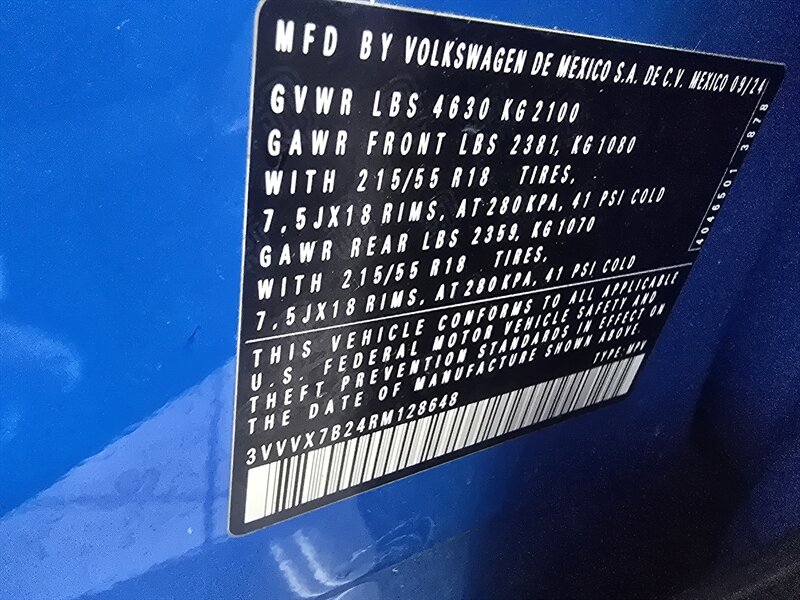 MFD BY VOLKSWAGEN DE MEXICO S.A. DE C.V. MEXICO 09/24
GVWR LBS 4630 KG 2100
GAWR FRONT LBS 2381, KG 1080
WITH 215/55 R18 TIRES,
7,5JX18 RIMS, AT 280 KPA, 41 PSI COLD
GAWR REAR LBS 2359, KG 1070
WITH 215/55 R18 TIRES,
7,5JX18 RIMS, AT 280 KPA, 41 PSI COLD
4046501 3878
THIS VEHICLE CONFORMS TO ALL APPLICABLE
U.S. FEDERAL MOTOR VEHICLE SAFETY AND
THEFT PREVENTION STANDARDS IN EFFECT ON
THE DATE OF MANUFACTURE SHOWN ABOVE.
TYPE: MPV
3VVVX7B24RM128648